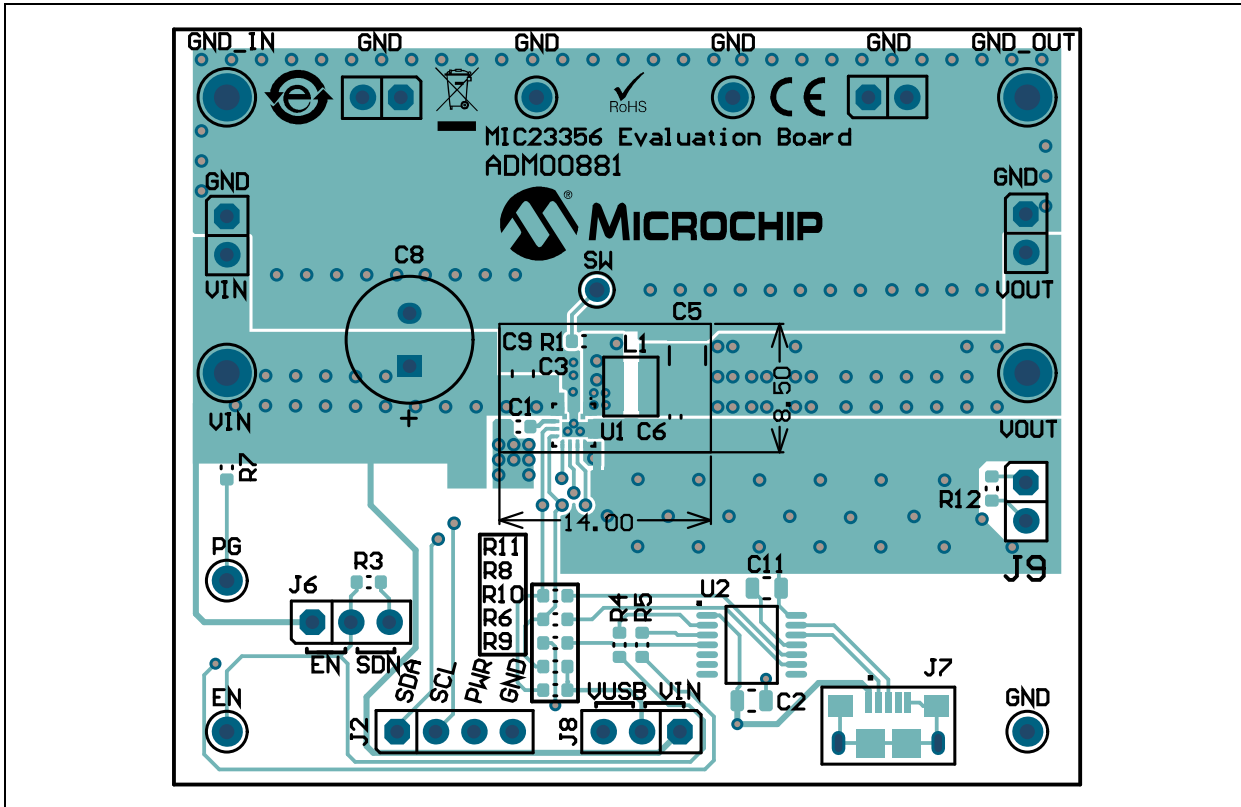 GND_IN GND GND GND GND GND_OUT
e CE
RoHS
MIC23356 Evaluation Board
ADM00881
GND GND
MICROCHIP®
C8 SW
VIN VOUT
C5
C9 R1 L1
C3
8.50
C1
VIN + U1 C6 VOUT
R7
R12
14.00
PG R11 J9
R3 R8 C11
J6 R10 U2
R6 R4 R5
R9
EN SDN
SDA SCL PWR GND J7
EN VUSB VIN C2 GND
J2 J8